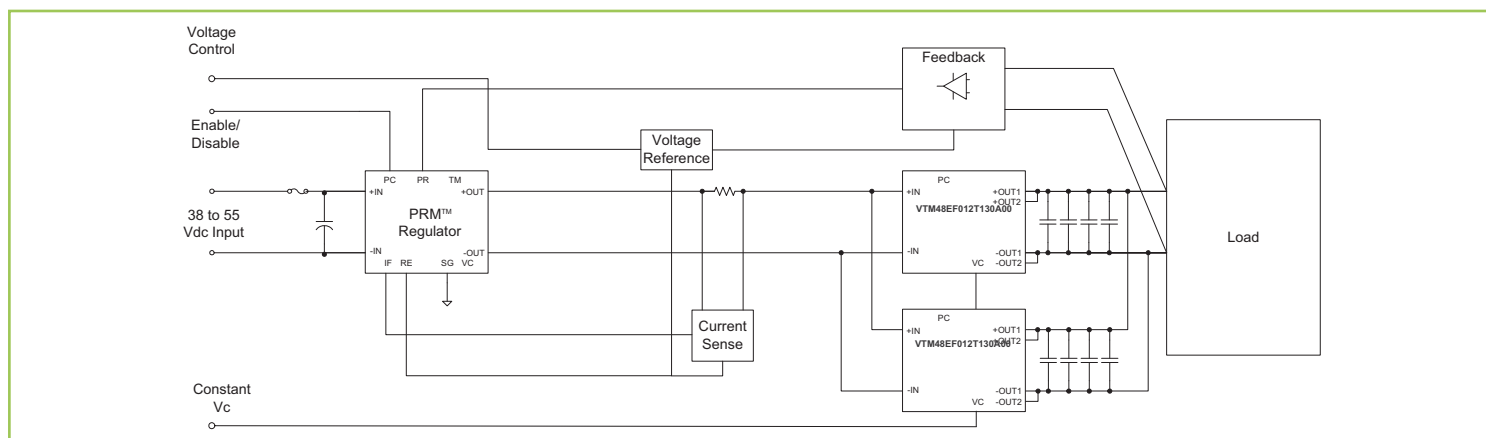 Voltage
Control
Feedback
Enable/
Disable
Voltage
Reference
PC PR TM
+IN
+OUT
PRM™
Regulator
38 to 55
Vdc Input
-IN
-OUT
IF RE SG VC
PC
+IN
+OUT1
+OUT2
VTM48EF012T130A00
-IN
-OUT1
-OUT2
VC
Load
Current
Sense
PC
+IN
+OUT1
+OUT2
VTM48EF012T130A00
-IN
-OUT1
-OUT2
VC
Constant
Vc